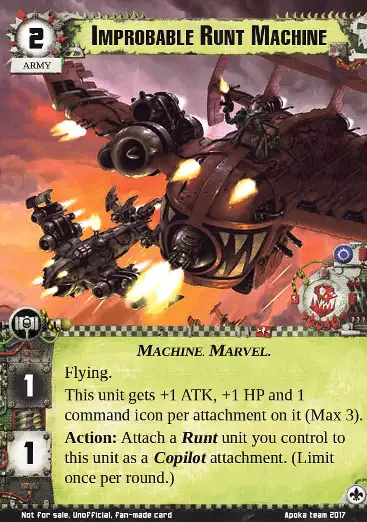 2
IMPROBABLE RUNT MACHINE
ARMY
MACHINE. MARVEL.
Flying.
1
This unit gets +1 ATK, +1 HP and 1
command icon per attachment on it (Max 3).
1
Action: Attach a Runt unit you control to
this unit as a Copilot attachment. (Limit
once per round.)
Not for sale. Unofficial, fan-made card
Apoka team 2017